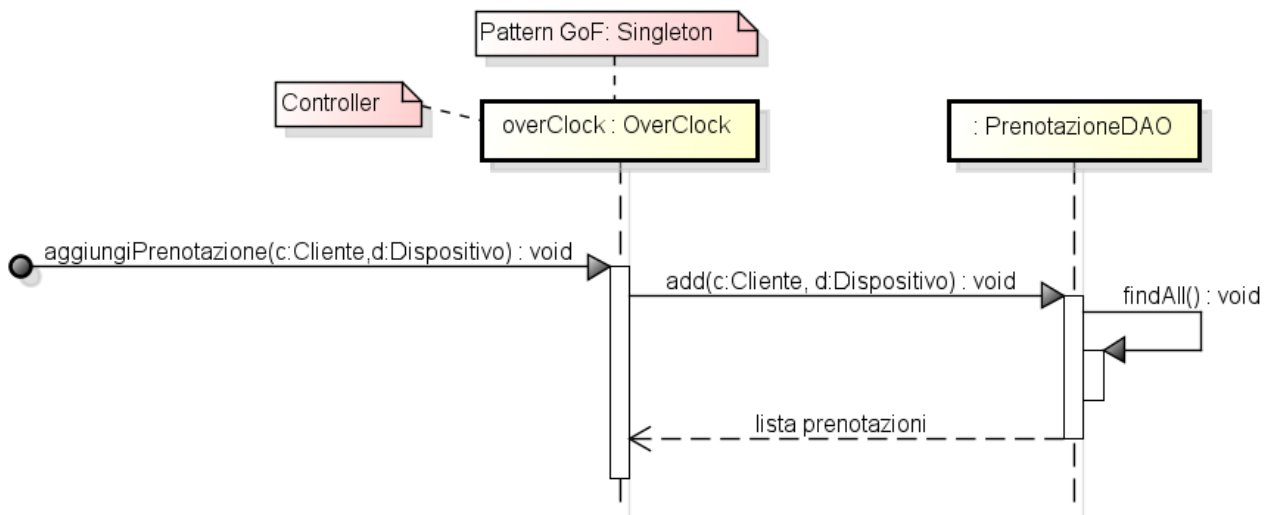 Pattern GoF: Singleton
Controller
overClock : OverClock
: PrenotazioneDAO
aggiungiPrenotazione(c:Cliente,d:Dispositivo) : void
add(c:Cliente, d:Dispositivo) : void
findAll() : void
lista prenotazioni